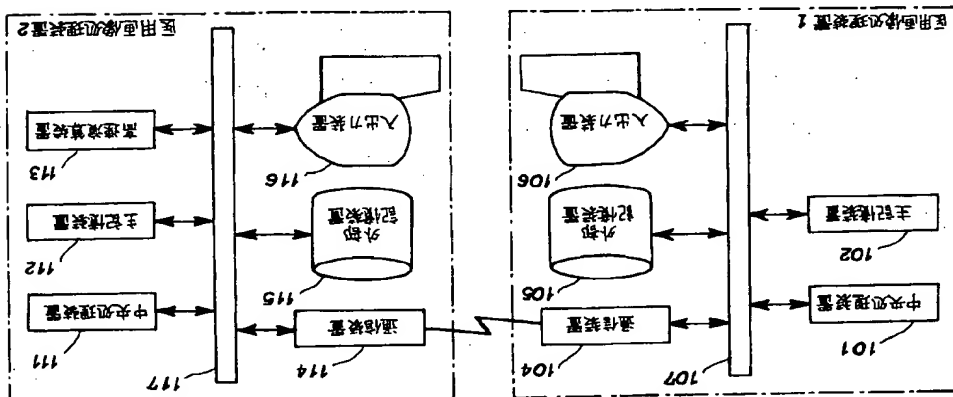 医用画像処理装置 1
入出力装置
106
主記憶装置
102
外部
記憶装置
105
中央処理装置
101
通信装置
104
107
医用画像処理装置 2
入出力装置
116
高速演算装置
113
外部
記憶装置
115
主記憶装置
112
通信装置
114
中央処理装置
111
117